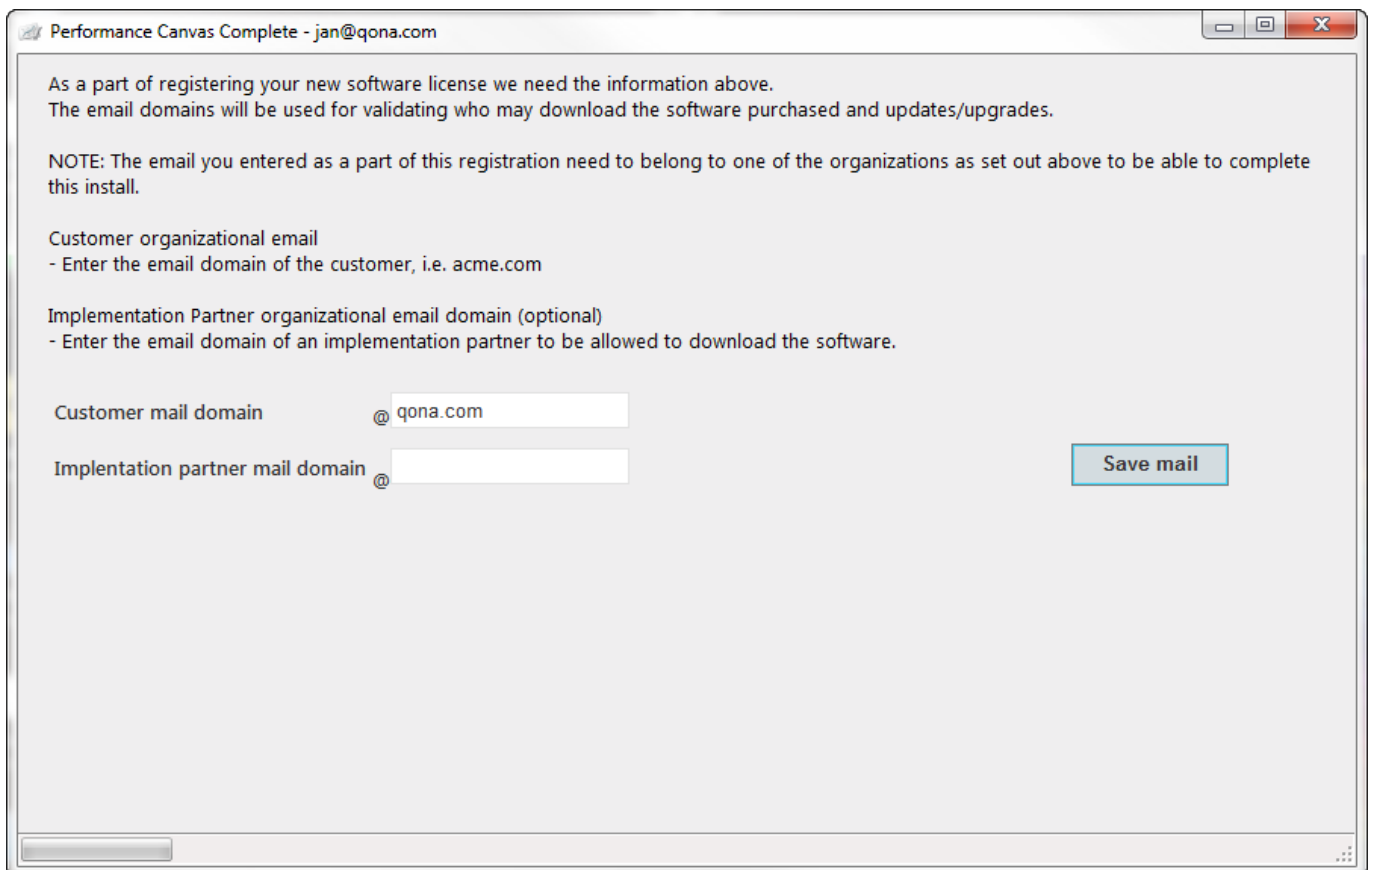 Performance Canvas Complete - jan@qona.com
As a part of registering your new software license we need the information above.
The email domains will be used for validating who may download the software purchased and updates/upgrades.
NOTE: The email you entered as a part of this registration need to belong to one of the organizations as set out above to be able to complete
this install.
Customer organizational email
- Enter the email domain of the customer, i.e. acme.com
Implementation Partner organizational email domain (optional)
- Enter the email domain of an implementation partner to be allowed to download the software.
Customer mail domain @ qona.com
Implentation partner mail domain @
Save mail